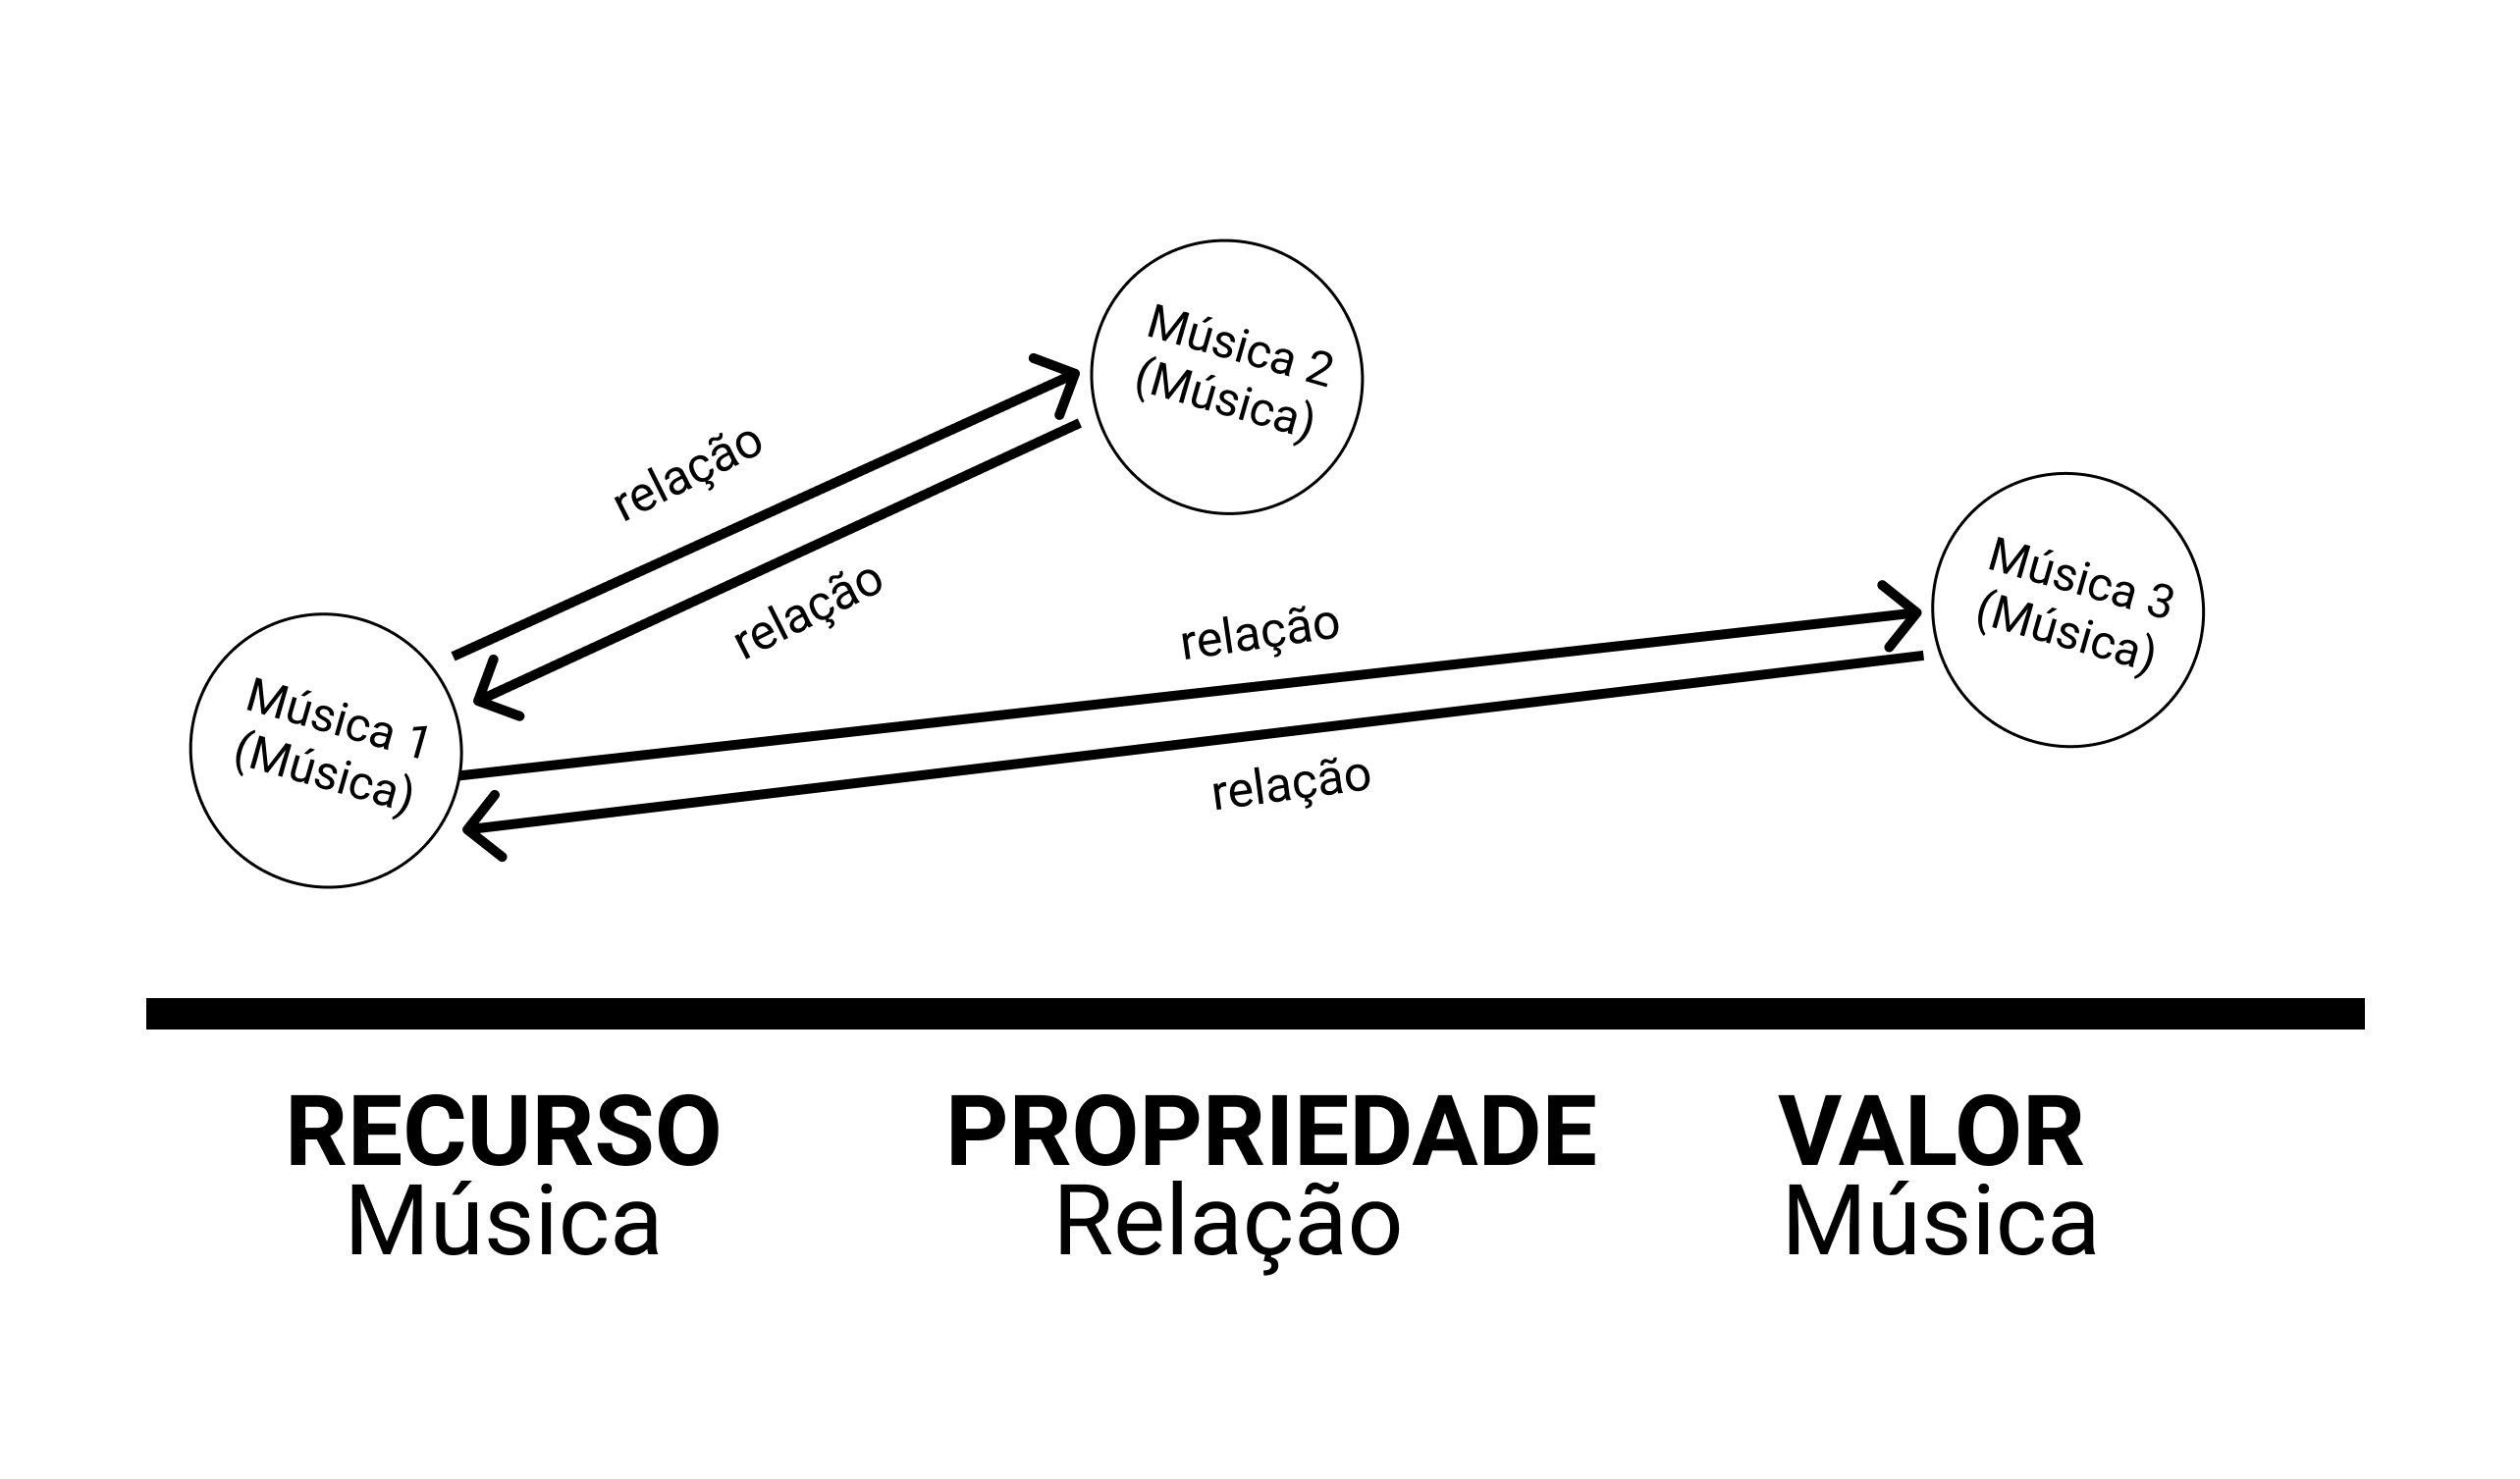 Música 2
(Música)
relação
relação
Música 3
(Música)
relação
Música 1
(Música)
relação
RECURSO
Música
PROPRIEDADE
Relação
VALOR
Música